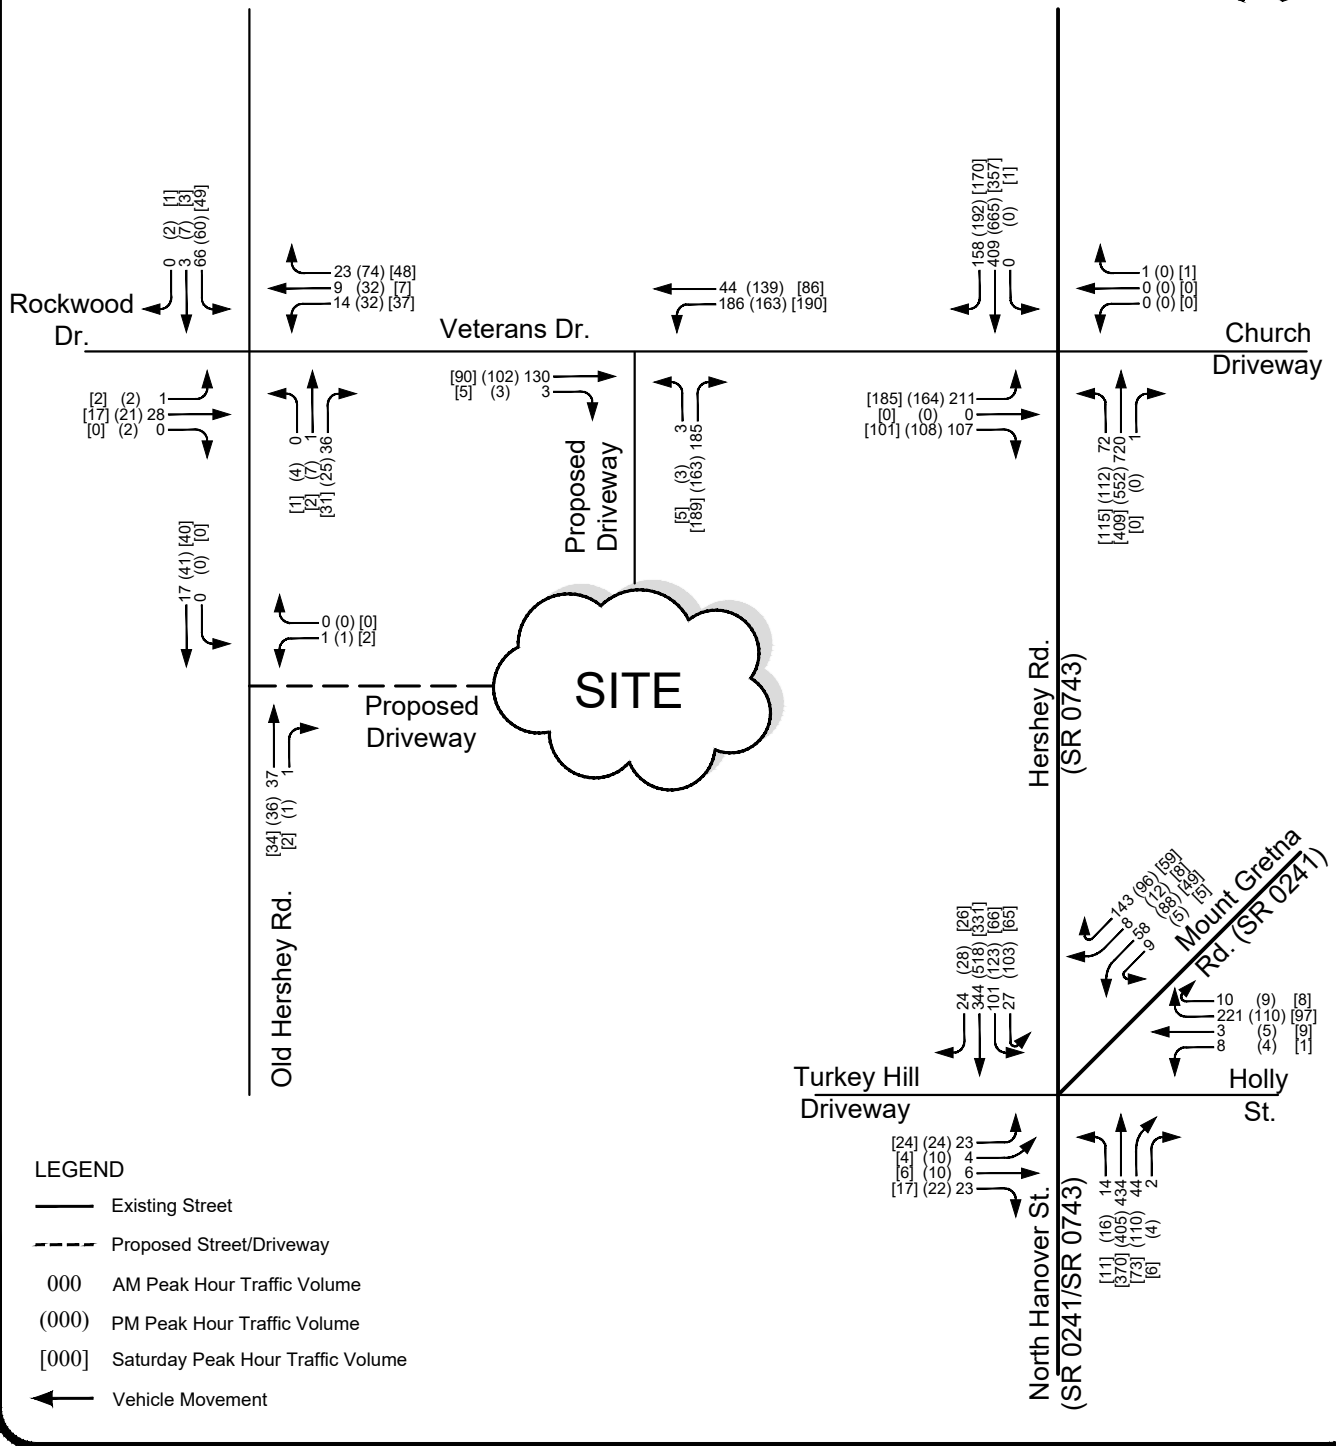 0 (2) [1]
3 (7) [3]
66 (60) [49]
23 (74) [48]
9 (32) [7]
14 (32) [37]
Rockwood
Dr.
Veterans Dr.
44 (139) [86]
186 (163) [190]
158 (192) [170]
409 (665) [357]
0 (0) [1]
1 (0) [1]
0 (0) [0]
0 (0) [0]
Church
Driveway
[2] (2) 1
[17] (21) 28
[0] (2) 0
[1] (4) 0
[2] (7) 1
[31] (25) 36
[90] (102) 130
[5] (3) 3
Proposed
Driveway
[5] (3) 3
[189] (163) 185
[185] (164) 211
[0] (0) 0
[101] (108) 107
[115] (112) 72
[409] (552) 720
[0] (0) 1
17 (41) [40]
0 (0) [0]
0 (0) [0]
1 (1) [2]
SITE
Proposed
Driveway
[34] (36) 37
[2] (1) 1
Hershey Rd.
(SR 0743)
Old Hershey Rd.
143 (96) [59]
8 (12) [8]
58 (88) [49]
9 (5) [5]
Mount Gretna
Rd. (SR 0241)
24 (28) [26]
344 (518) [331]
101 (123) [66]
27 (103) [65]
10 (9) [8]
221 (110) [97]
3 (5) [9]
8 (4) [1]
Turkey Hill
Driveway
Holly
St.
[24] (24) 23
[4] (10) 4
[6] (10) 6
[17] (22) 23
[11] (16) 14
[370] (405) 434
[73] (110) 44
[6] (4) 2
North Hanover St.
(SR 0241/SR 0743)
LEGEND
Existing Street
Proposed Street/Driveway
000 AM Peak Hour Traffic Volume
(000) PM Peak Hour Traffic Volume
[000] Saturday Peak Hour Traffic Volume
Vehicle Movement